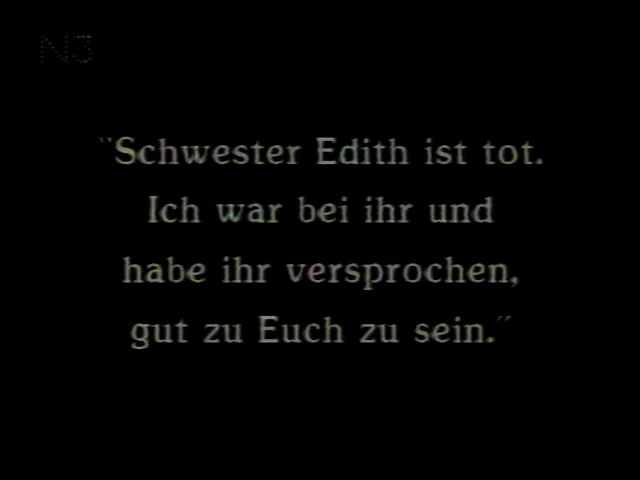 N3
"Schwester Edith ist tot.
Ich war bei ihr und
habe ihr versprochen,
gut zu Euch zu sein."